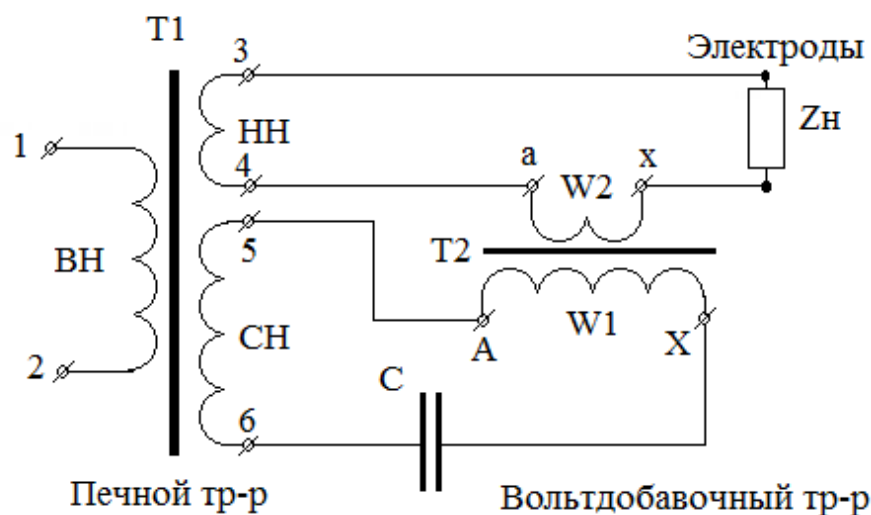 Т1
3
Электроды
1
НН
Zн
4
а
х
W2
5
ВН
Т2
СН
W1
2
А
Х
С
6
Печной тр-р
Вольтдобавочный тр-р